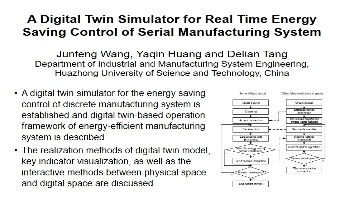 A Digital Twin Simulator for Real Time Energy
Saving Control of Serial Manufacturing System
Junfeng Wang, Yaqin Huang and Delian Tang
Department of Industrial and Manufacturing System Engineering,
Huazhong University of Science and Technology, China
• A digital twin simulator for the energy saving
control of discrete manufacturing system is
established and digital twin-based operation
framework of energy-efficient manufacturing
system is described
• The realization methods of digital twin model,
key indicator visualization, as well as the
interactive methods between physical space
and digital space are discussed